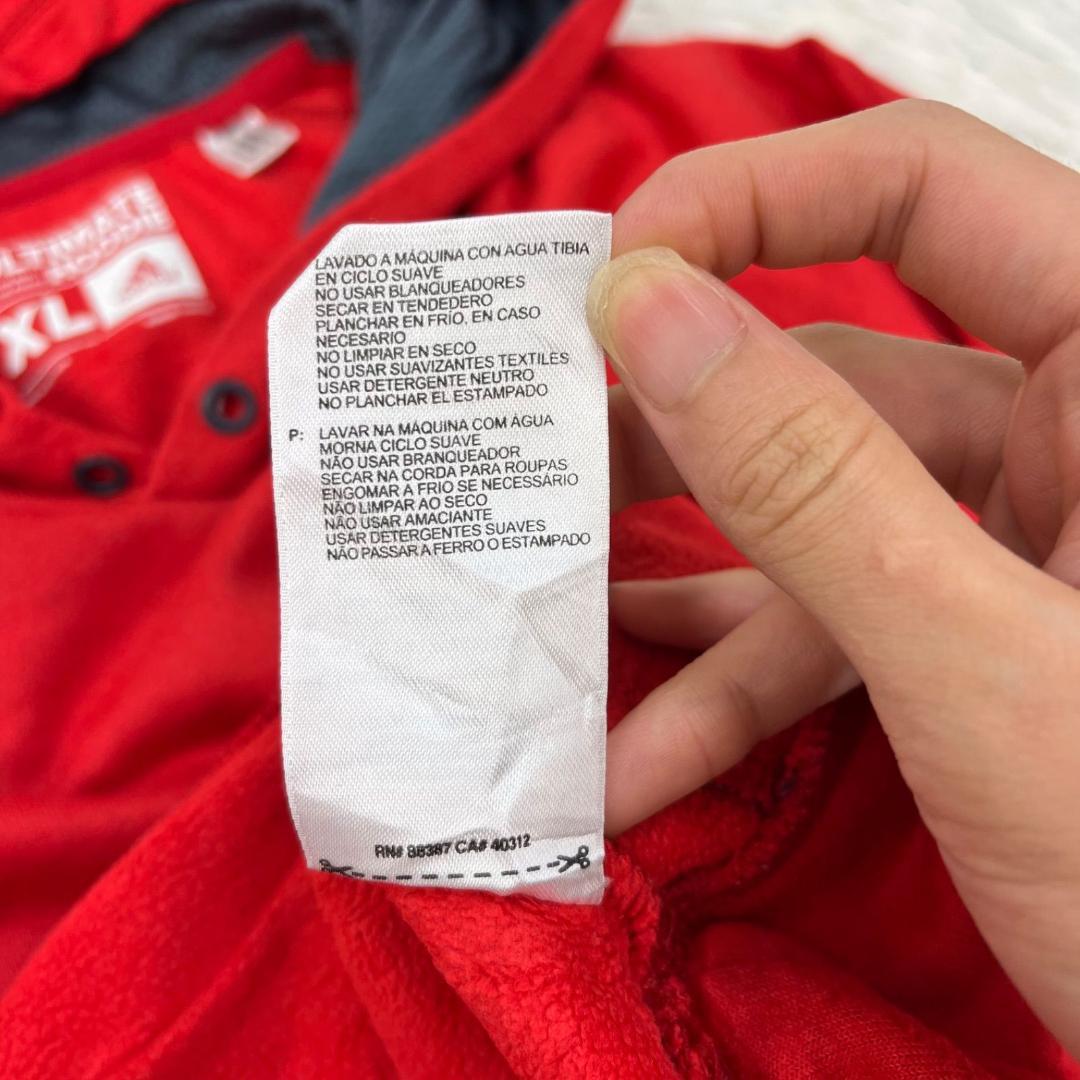 ULTIMATE
XL
LAVADO A MÁQUINA CON AGUA TIBIA
EN CICLO SUAVE
NO USAR BLANQUEADORES
SECAR EN TENDEDERO
PLANCHAR EN FRÍO, EN CASO
NECESARIO
NO LIMPIAR EN SECO
NO USAR SUAVIZANTES TEXTILES
USAR DETERGENTE NEUTRO
NO PLANCHAR EL ESTAMPADO
P: LAVAR NA MÁQUINA COM ÁGUA
MORNA CICLO SUAVE
NÃO USAR BRANQUEADOR
SECAR NA CORDA PARA ROUPAS
ENGOMAR A FRIO SE NECESSÁRIO
NÃO LIMPAR AO SECO
NÃO USAR AMACIANTE
USAR DETERGENTES SUAVES
NÃO PASSAR A FERRO O ESTAMPADO
RN# 88387 CA# 40312